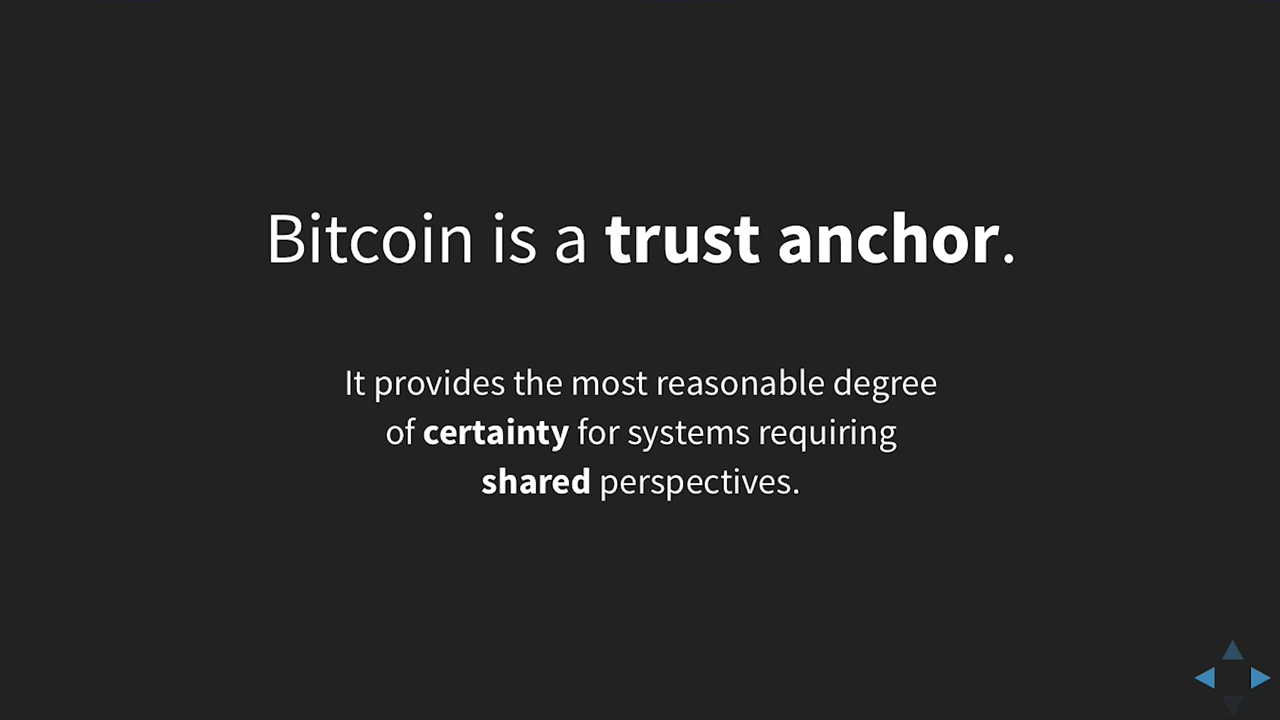 Bitcoin is a trust anchor.
It provides the most reasonable degree
of certainty for systems requiring
shared perspectives.